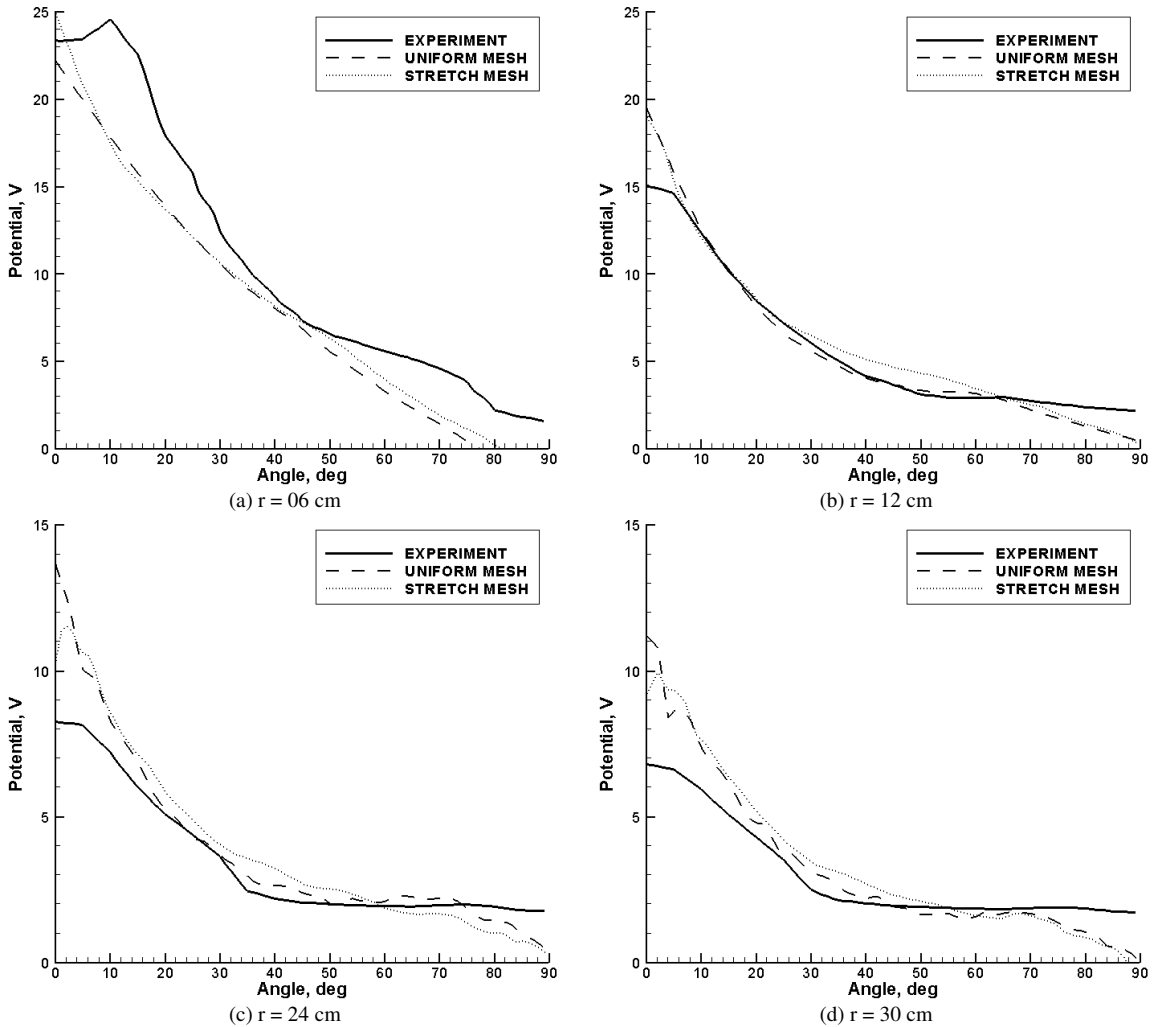 25
20
15
10
5
0
Potential, V
EXPERIMENT
UNIFORM MESH
STRETCH MESH
0 10 20 30 40 50 60 70 80 90
Angle, deg
(a) r = 06 cm
25
20
15
10
5
0
Potential, V
EXPERIMENT
UNIFORM MESH
STRETCH MESH
0 10 20 30 40 50 60 70 80 90
Angle, deg
(b) r = 12 cm
15
10
5
0
Potential, V
EXPERIMENT
UNIFORM MESH
STRETCH MESH
0 10 20 30 40 50 60 70 80 90
Angle, deg
(c) r = 24 cm
15
10
5
0
Potential, V
EXPERIMENT
UNIFORM MESH
STRETCH MESH
0 10 20 30 40 50 60 70 80 90
Angle, deg
(d) r = 30 cm